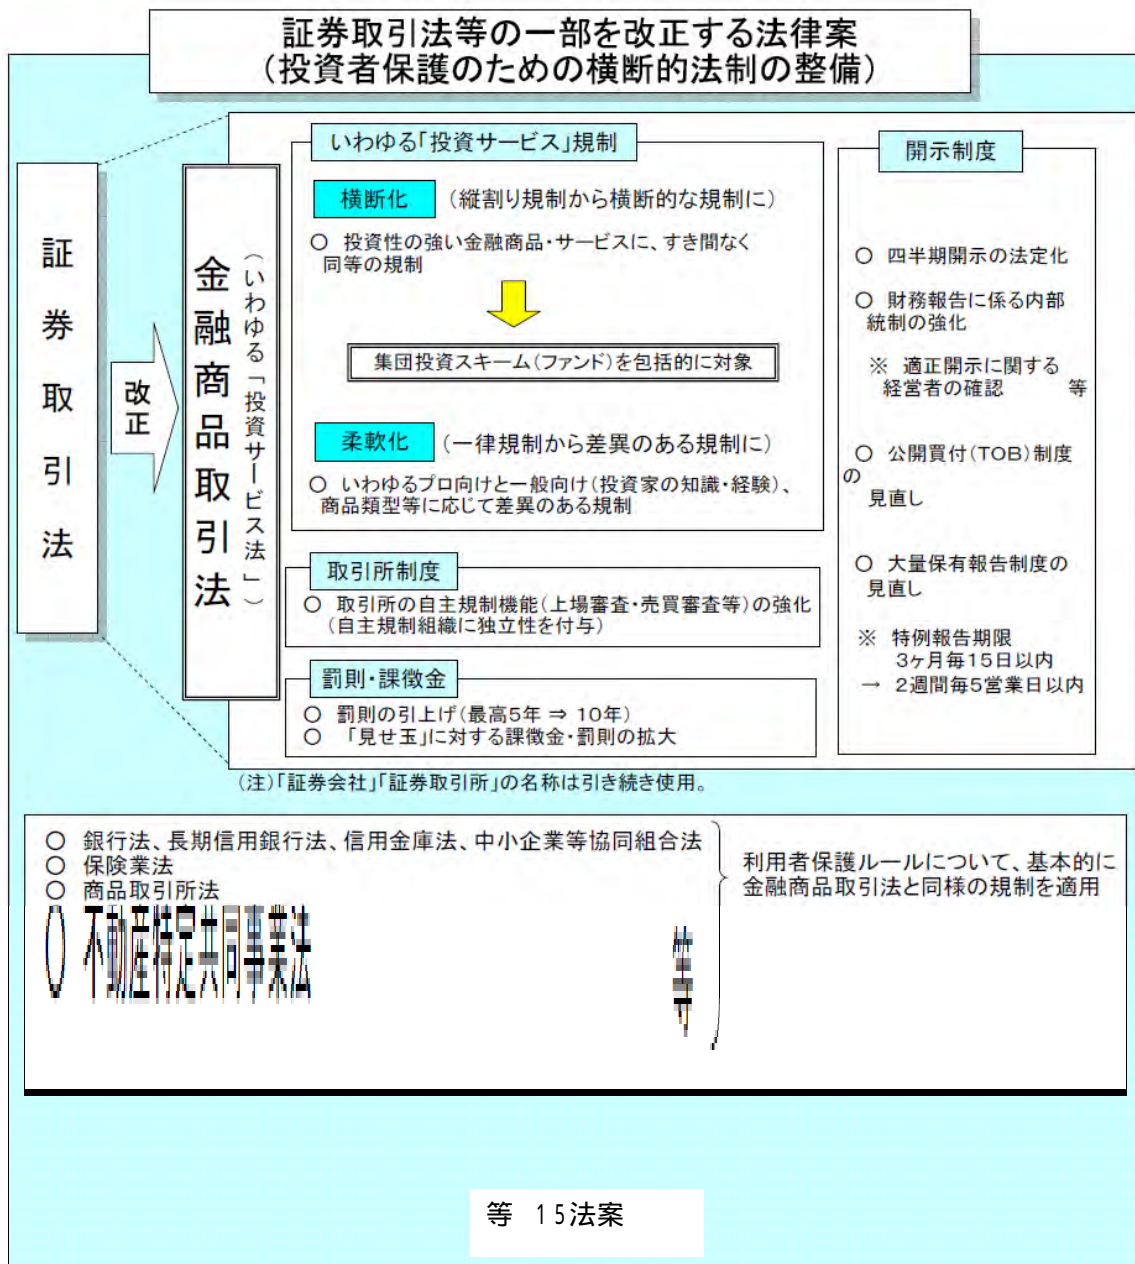 証券取引法等の一部を改正する法律案
（投資者保護のための横断的法制の整備）
証券取引法
改正
金融商品取引法
（いわゆる「投資サービス法」）
いわゆる「投資サービス」規制
横断化 （縦割り規制から横断的な規制に）
○ 投資性の強い金融商品・サービスに、すき間なく
同等の規制
集団投資スキーム（ファンド）を包括的に対象
柔軟化 （一律規制から差異のある規制に）
○ いわゆるプロ向けと一般向け（投資家の知識・経験）、
商品類型等に応じて差異のある規制
取引所制度
○ 取引所の自主規制機能（上場審査・売買審査等）の強化
（自主規制組織に独立性を付与）
罰則・課徴金
○ 罰則の引上げ（最高５年 ⇒ １０年）
○ 「見せ玉」に対する課徴金・罰則の拡大
開示制度
○ 四半期開示の法定化
○ 財務報告に係る内部
統制の強化
※ 適正開示に関する
経営者の確認 等
○ 公開買付（TOB）制度
の
見直し
○ 大量保有報告制度の
見直し
※ 特例報告期限
３ヶ月毎１５日以内
→ ２週間毎５営業日以内
（注）「証券会社」「証券取引所」の名称は引き続き使用。
○ 銀行法、長期信用銀行法、信用金庫法、中小企業等協同組合法
○ 保険業法
○ 商品取引所法
○ 不動産特定共同事業法 等
利用者保護ルールについて、基本的に
金融商品取引法と同様の規制を適用
等 15法案